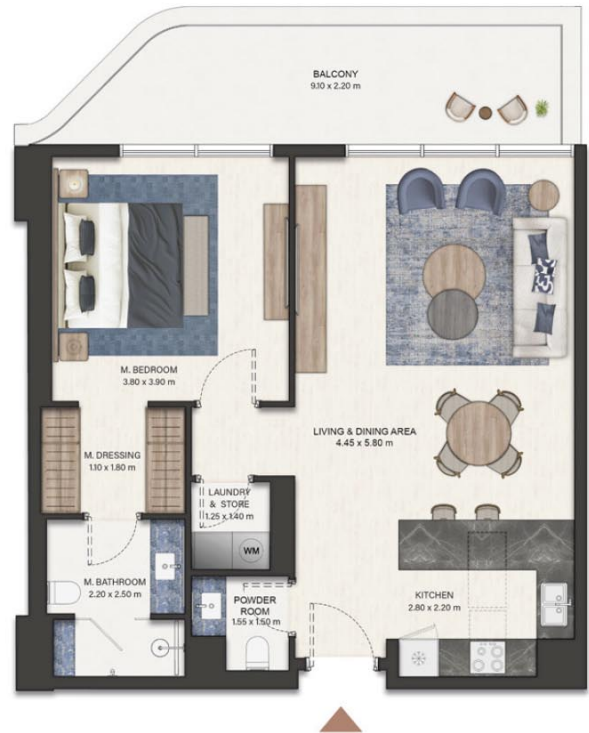 BALCONY
9.10 x 2.20 m
M. BEDROOM
3.80 x 3.90 m
LIVING & DINING AREA
4.45 x 5.80 m
M. DRESSING
1.10 x 1.80 m
LAUNDRY
& STORE
1.25 x 1.40 m
WM
M. BATHROOM
2.20 x 2.50 m
POWDER
ROOM
1.55 x 1.50 m
KITCHEN
2.80 x 2.20 m